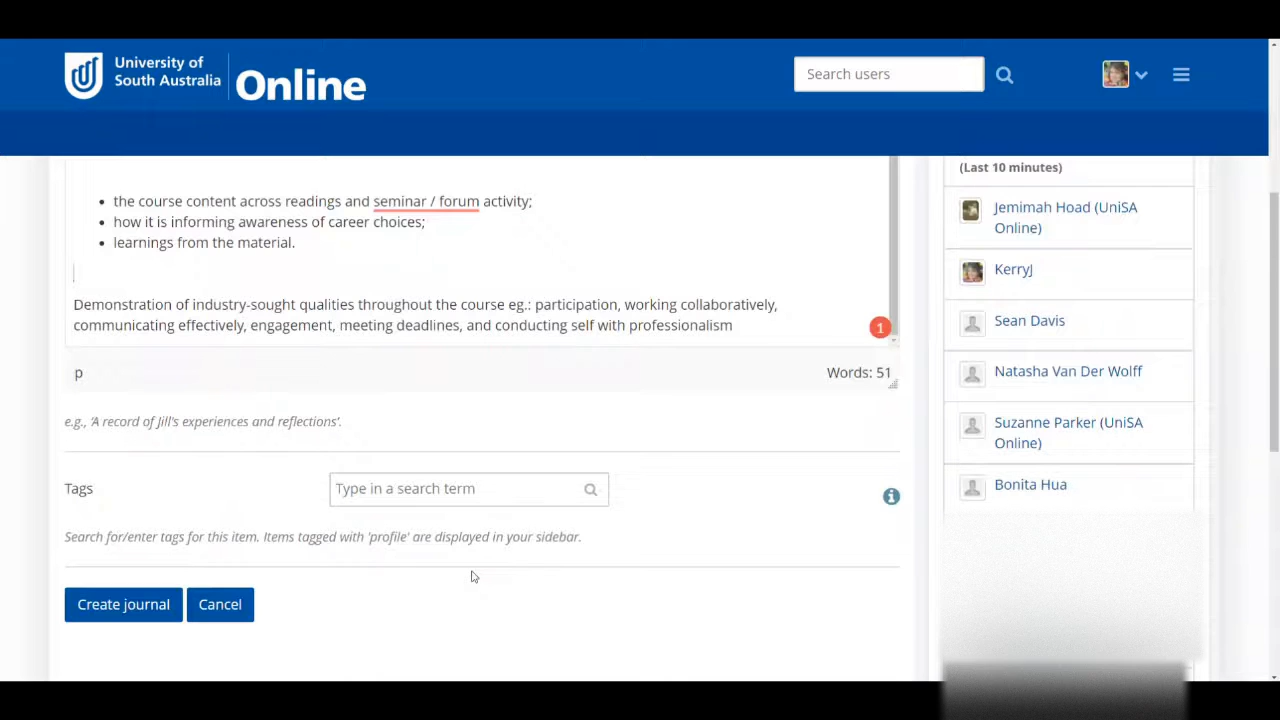 University of
South Australia
Online
Search users
(Last 10 minutes)
the course content across readings and seminar / forum activity;
how it is informing awareness of career choices;
learnings from the material.
Demonstration of industry-sought qualities throughout the course eg.: participation, working collaboratively,
communicating effectively, engagement, meeting deadlines, and conducting self with professionalism
1
p
Words: 51
e.g., 'A record of Jill's experiences and reflections'.
Tags
Type in a search term
Search for/enter tags for this item. Items tagged with 'profile' are displayed in your sidebar.
Create journal
Cancel
Jemimah Hoad (UniSA
Online)
KerryJ
Sean Davis
Natasha Van Der Wolff
Suzanne Parker (UniSA
Online)
Bonita Hua